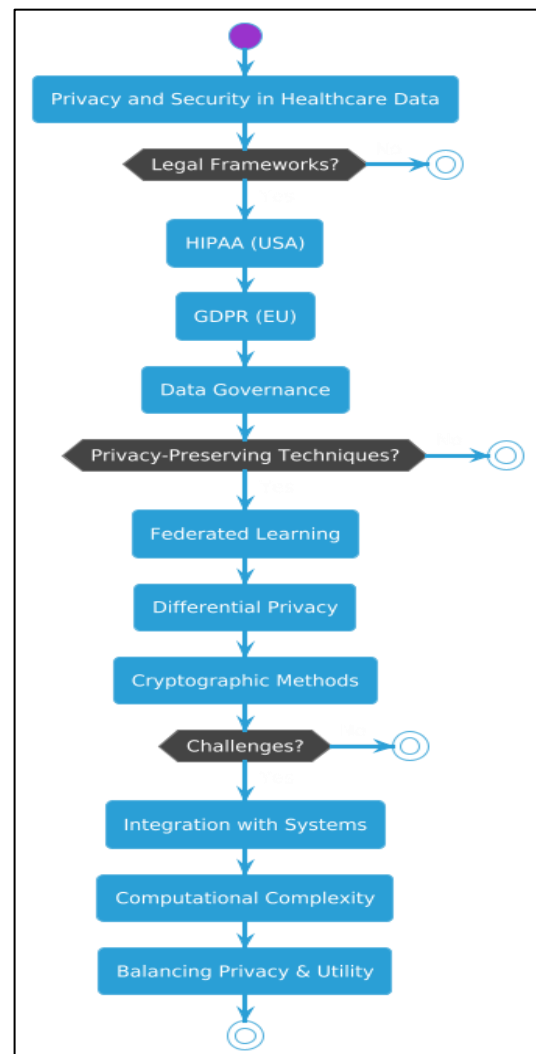 Privacy and Security in Healthcare Data
Legal Frameworks?
HIPAA (USA)
GDPR (EU)
Data Governance
Privacy-Preserving Techniques?
Federated Learning
Differential Privacy
Cryptographic Methods
Challenges?
Integration with Systems
Computational Complexity
Balancing Privacy & Utility